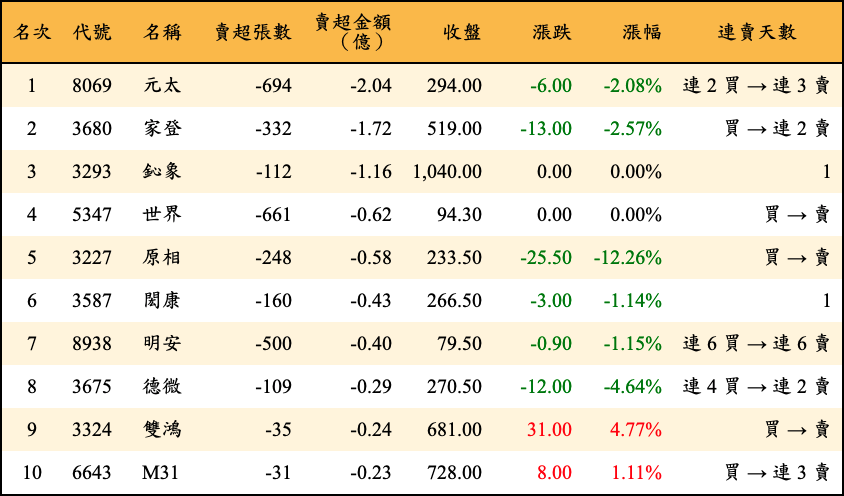 名次 代號 名稱 賣超張數 賣超金額（億） 收盤 漲跌 漲幅 連賣天數
1 8069 元太 -694 -2.04 294.00 -6.00 -2.08% 連 2 買 → 連 3 賣
2 3680 家登 -332 -1.72 519.00 -13.00 -2.57% 買 → 連 2 賣
3 3293 鈊象 -112 -1.16 1,040.00 0.00 0.00% 1
4 5347 世界 -661 -0.62 94.30 0.00 0.00% 買 → 賣
5 3227 原相 -248 -0.58 233.50 -25.50 -12.26% 買 → 賣
6 3587 閎康 -160 -0.43 266.50 -3.00 -1.14% 1
7 8938 明安 -500 -0.40 79.50 -0.90 -1.15% 連 6 買 → 連 6 賣
8 3675 德微 -109 -0.29 270.50 -12.00 -4.64% 連 4 買 → 連 2 賣
9 3324 雙鴻 -35 -0.24 681.00 31.00 4.77% 買 → 賣
10 6643 M31 -31 -0.23 728.00 8.00 1.11% 買 → 連 3 賣